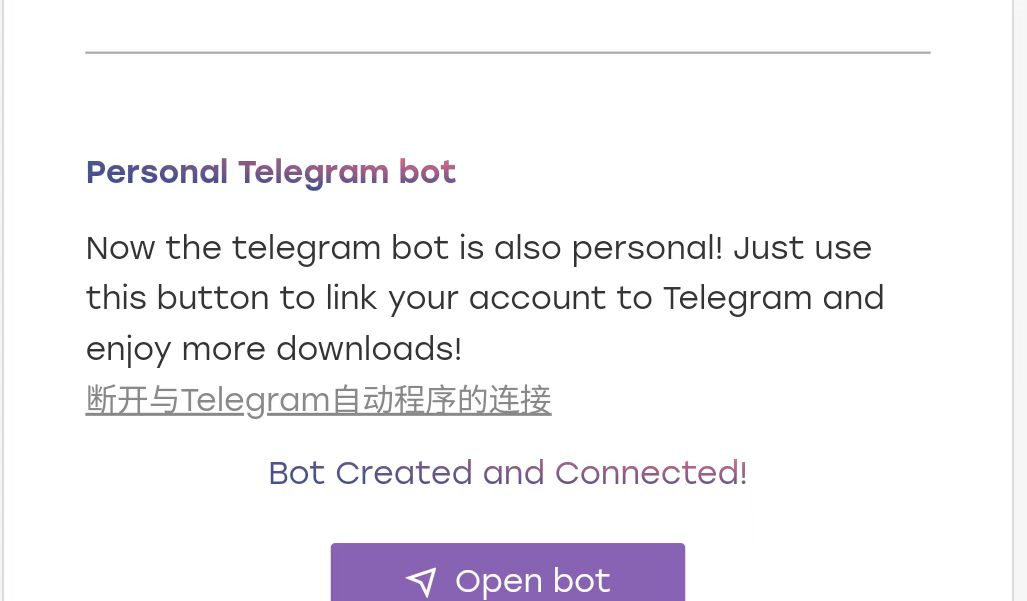 Personal Telegram bot
Now the telegram bot is also personal! Just use
this button to link your account to Telegram and
enjoy more downloads!
断开与Telegram自动程序的连接
Bot Created and Connected!
Open bot